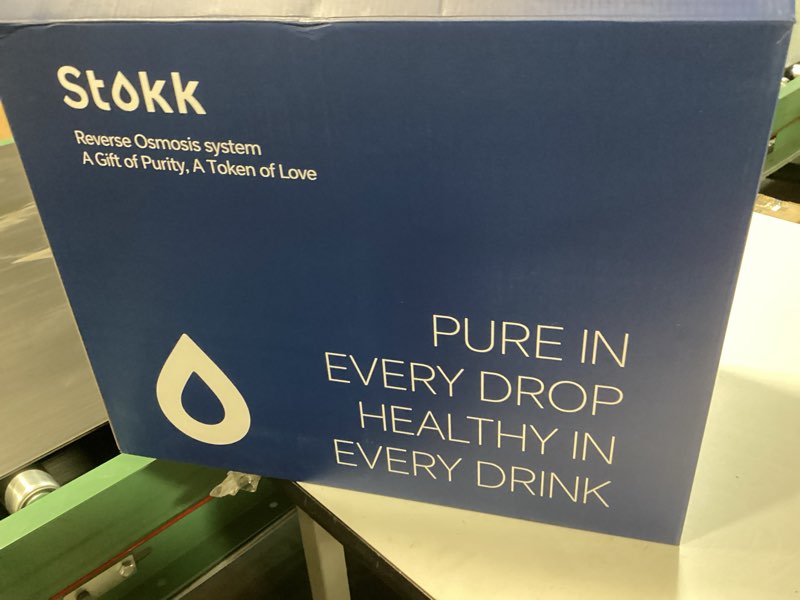 Stokk
Reverse Osmosis system
A Gift of Purity, A Token of Love
PURE IN
EVERY DROP
HEALTHY IN
EVERY DRINK